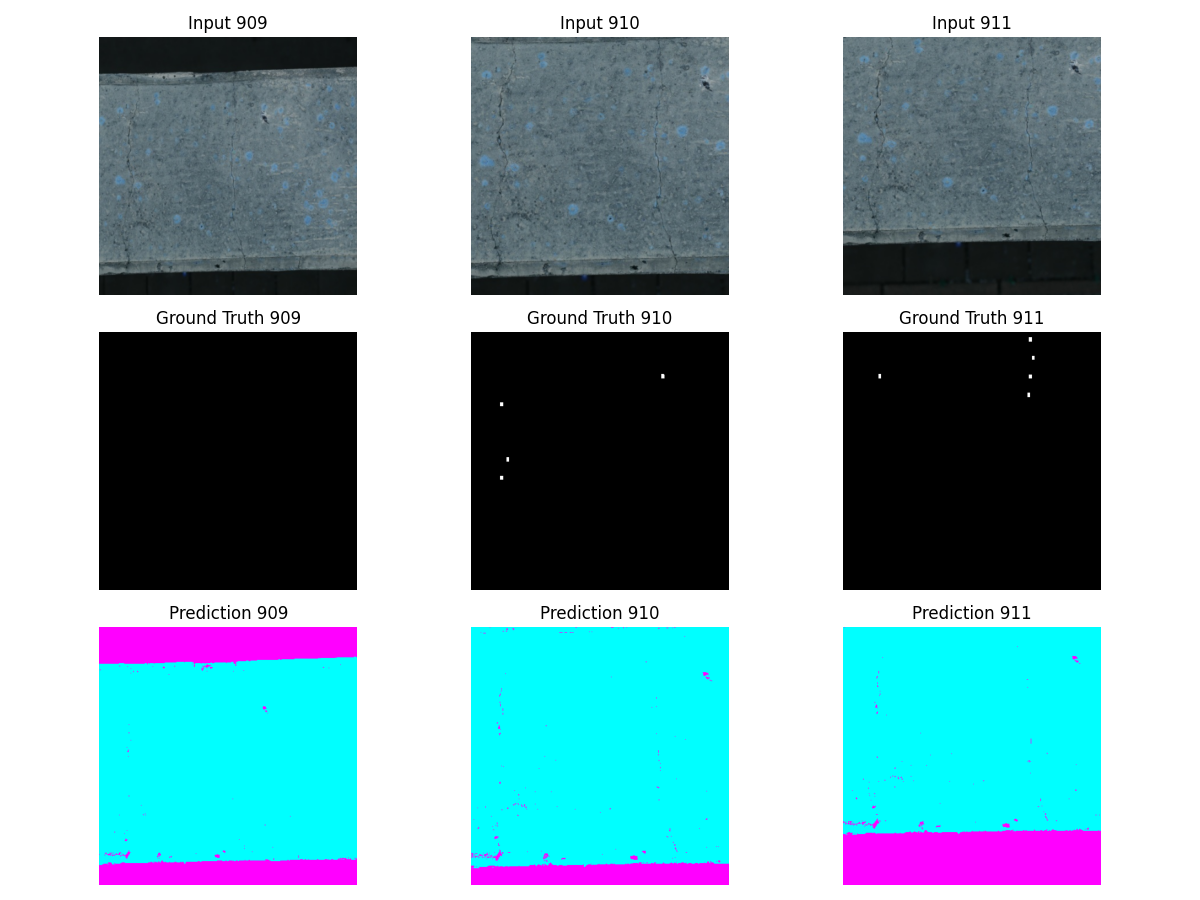 Input 909
Input 910
Input 911
Ground Truth 909
Ground Truth 910
Ground Truth 911
Prediction 909
Prediction 910
Prediction 911